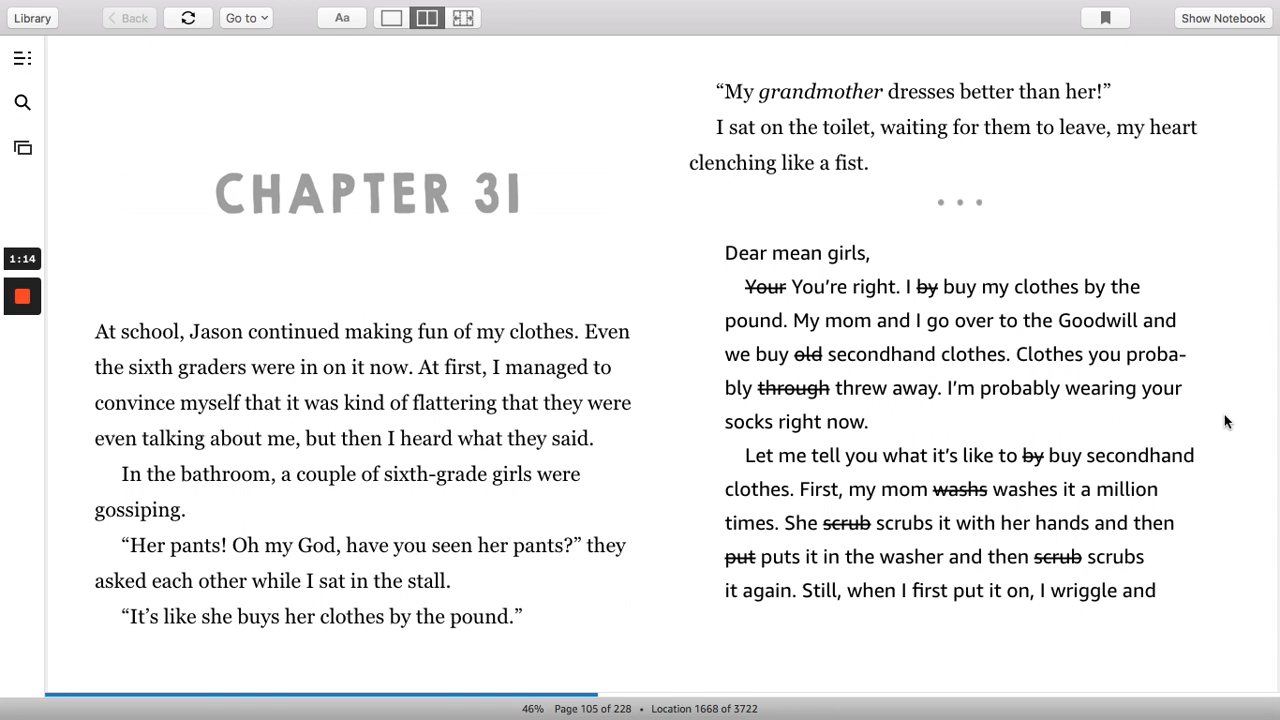 Library
Back
Go to
Aa
Show Notebook
1:14
CHAPTER 31
At school, Jason continued making fun of my clothes. Even
the sixth graders were in on it now. At first, I managed to
convince myself that it was kind of flattering that they were
even talking about me, but then I heard what they said.
In the bathroom, a couple of sixth-grade girls were
gossiping.
“Her pants! Oh my God, have you seen her pants?” they
asked each other while I sat in the stall.
“It’s like she buys her clothes by the pound.”
“My grandmother dresses better than her!”
I sat on the toilet, waiting for them to leave, my heart
clenching like a fist.
• • •
Dear mean girls,
Your You’re right. I by buy my clothes by the
pound. My mom and I go over to the Goodwill and
we buy old secondhand clothes. Clothes you proba-
bly through threw away. I’m probably wearing your
socks right now.
Let me tell you what it’s like to by buy secondhand
clothes. First, my mom washs washes it a million
times. She scrub scrubs it with her hands and then
put puts it in the washer and then scrub scrubs
it again. Still, when I first put it on, I wriggle and
46% Page 105 of 228 • Location 1668 of 3722